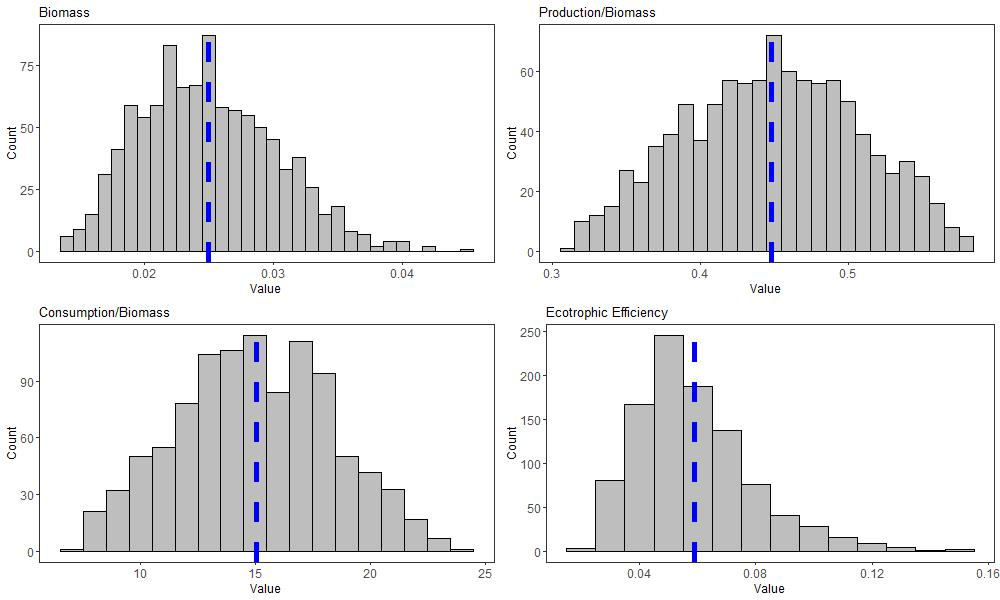 Biomass
Production/Biomass
Count
75
50
25
0
0.02
0.03
0.04
Value
Count
60
40
20
0
0.3
0.4
0.5
Value
Consumption/Biomass
Ecotrophic Efficiency
Count
90
60
30
0
10
15
20
25
Value
Count
250
200
150
100
50
0
0.04
0.08
0.12
0.16
Value